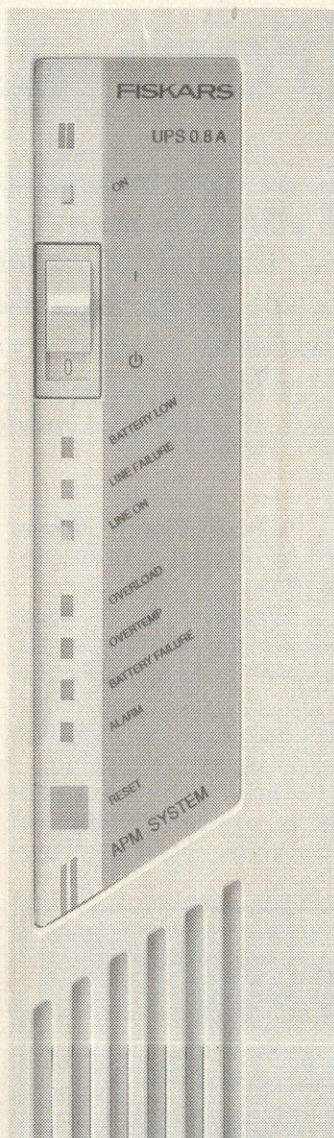 FISKARS
UPS 0.8 A
ON
I
0
BATTERY LOW
LINE FAILURE
LINE ON
OVERLOAD
OVERTEMP
BATTERY FAILURE
ALARM
RESET
APM SYSTEM